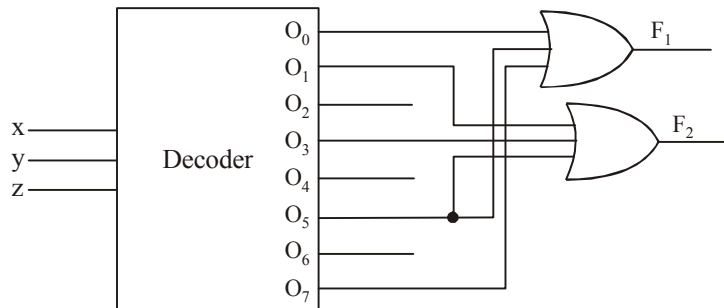 x
y
z
Decoder
O₀
O₁
O₂
O₃
O₄
O₅
O₆
O₇
F₁
F₂